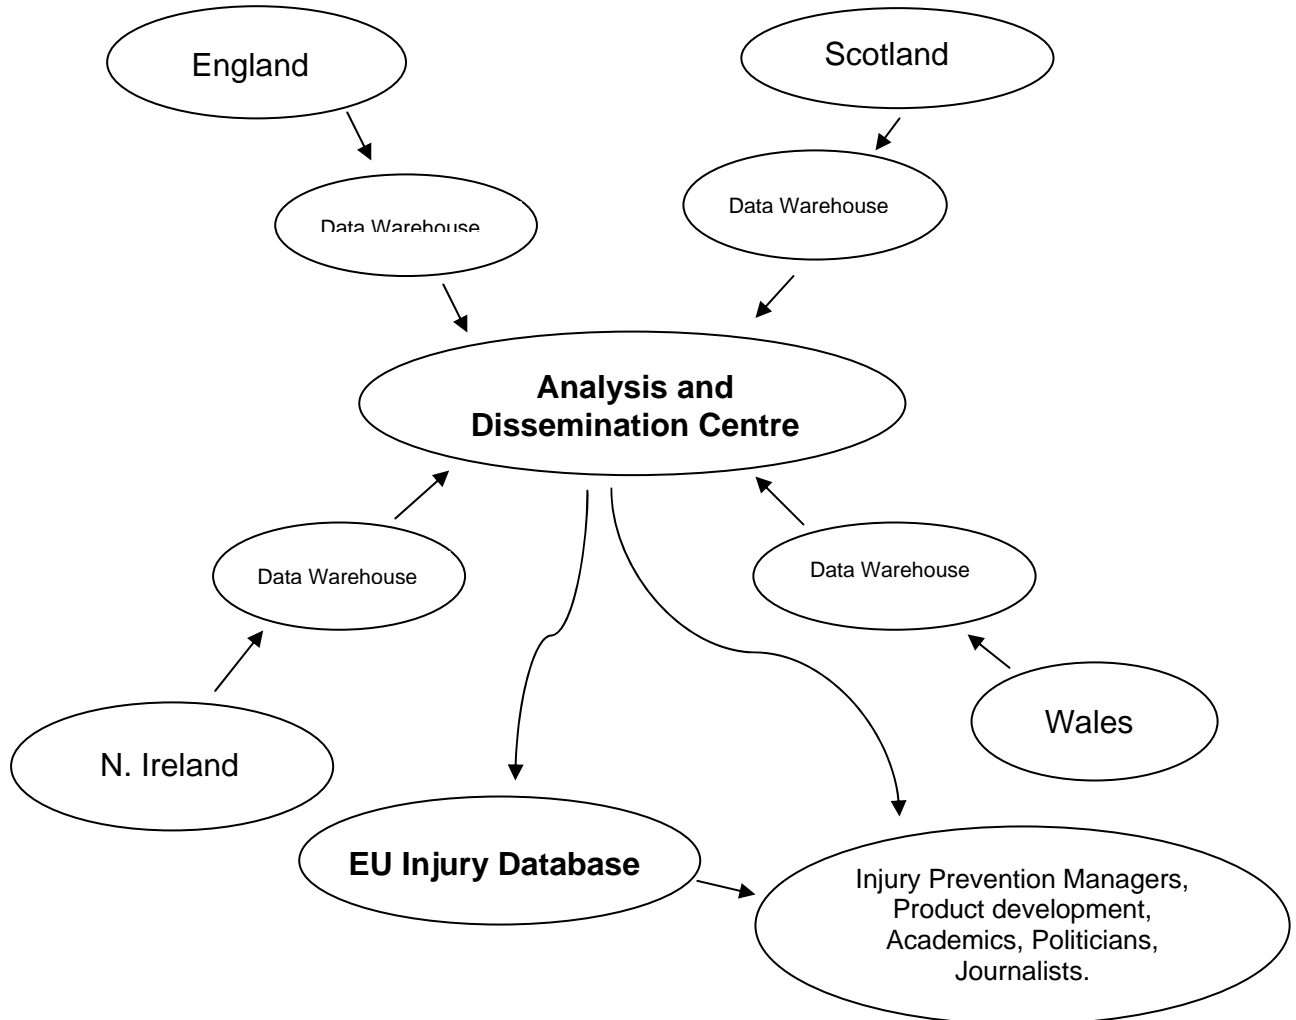 England
Scotland
Data Warehouse
Data Warehouse
Analysis and
Dissemination Centre
Data Warehouse
Data Warehouse
N. Ireland
Wales
EU Injury Database
Injury Prevention Managers,
Product development,
Academics, Politicians,
Journalists.